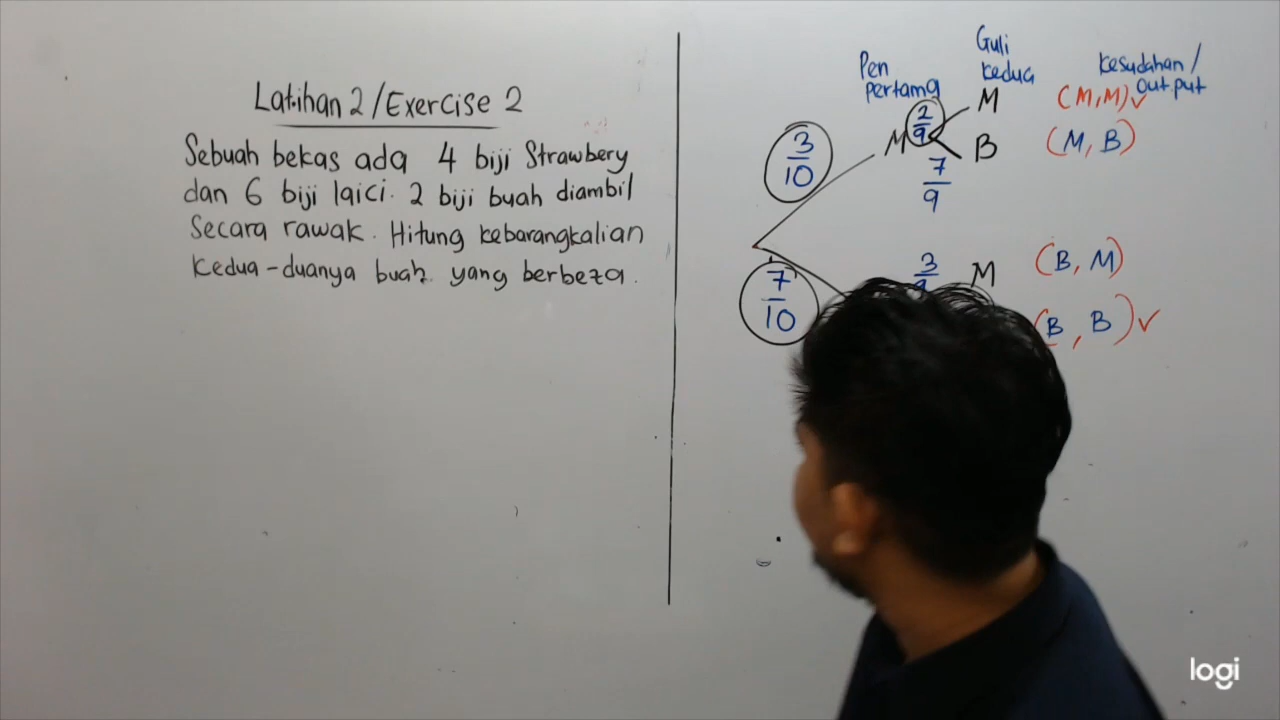 Latihan 2 / Exercise 2
Sebuah bekas ada 4 biji Strawbery
dan 6 biji laici. 2 biji buah diambil
Secara rawak. Hitung kebarangkalian
Kedua-duanya buah yang berbeza.
Pen
pertama
Guli
kedua
Kesudahan /
output
3/10
M
2/9
M
(M, M) ✓
7/9
B
(M, B)
7/10
3
M
(B, M)
(B, B) ✓
logi